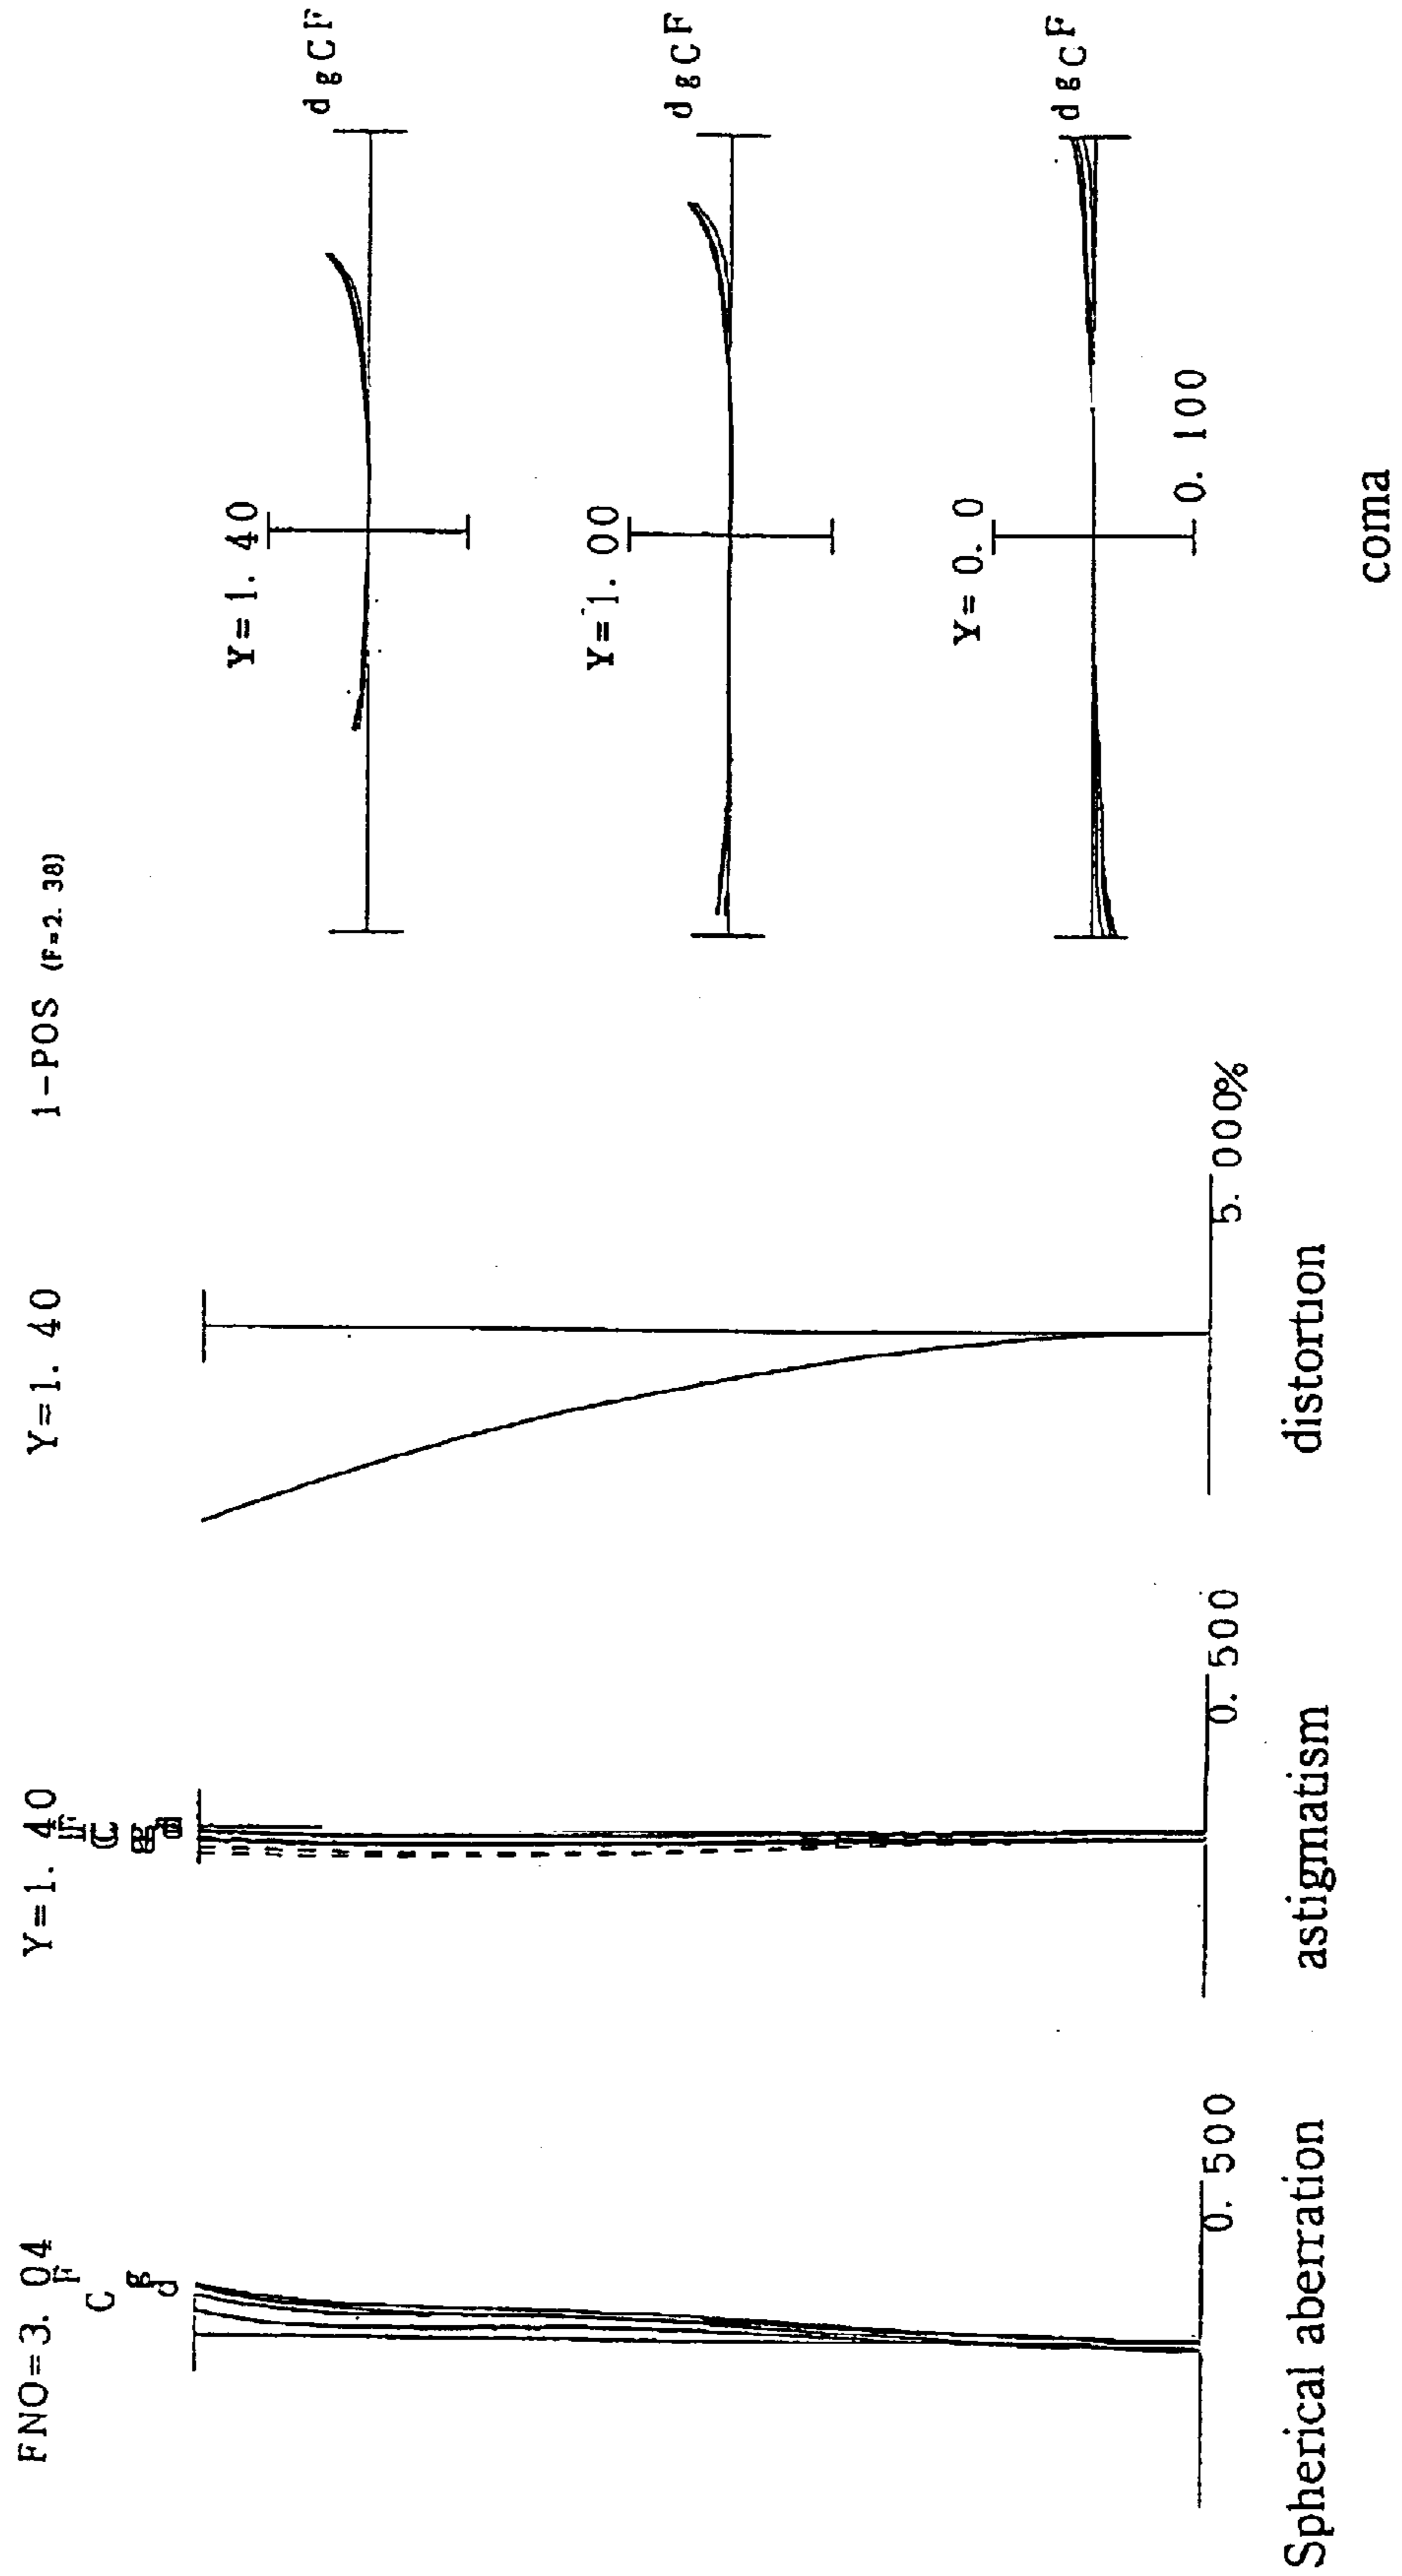 1-POS (F=2. 38)
FNO=3. 04
F
C
g
d
0. 500
Spherical aberration
Y=1. 40
F
C
g
d
0. 500
astigmatism
Y=1. 40
5. 000%
distortion
Y=1. 40
d g C F
Y=1. 00
d g C F
Y=0. 0
d g C F
0. 100
coma